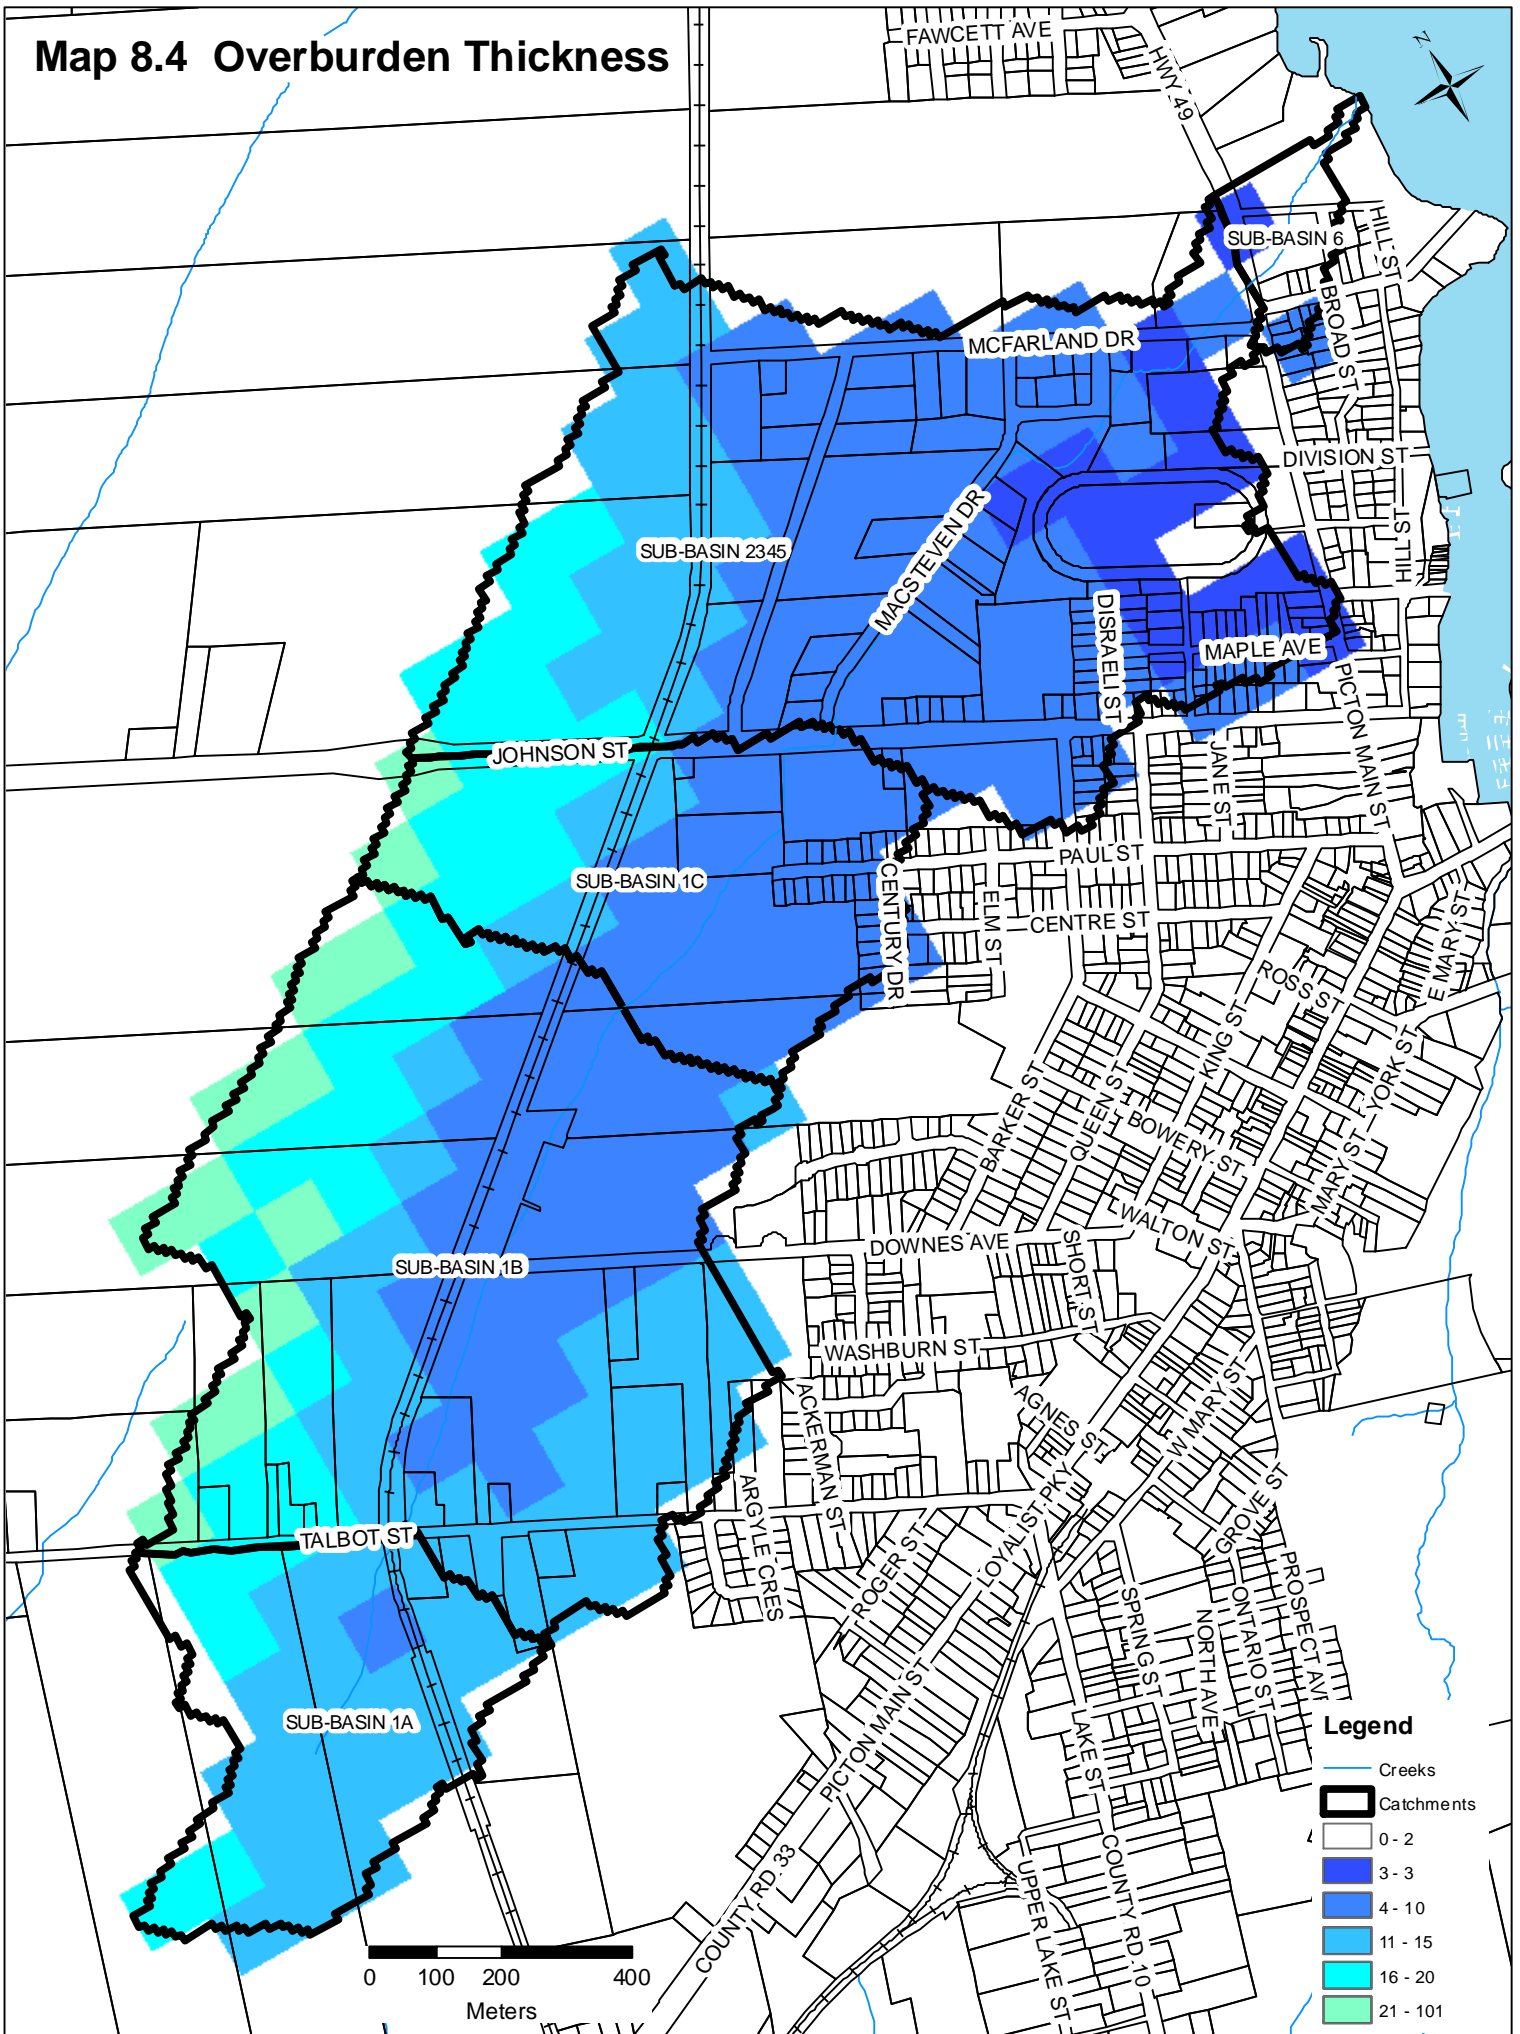 Map 8.4 Overburden Thickness
FAWCETT AVE
HWY 49
N
SUB-BASIN 6
HILL ST
BROAD ST
MCFARLAND DR
DIVISION ST
HILL ST
SUB-BASIN 2345
MACSTEVEN DR
DISRAELI ST
MAPLE AVE
PICTON MAIN ST
JOHNSON ST
JANE ST
PAUL ST
SUB-BASIN 1C
CENTURY DR
ELM ST
CENTRE ST
E MARY ST
ROSS ST
KING ST
YORK ST
BARKER ST
QUEEN ST
BOWERY ST
MARY ST
WALTON ST
DOWNES AVE
SHORT ST
SUB-BASIN 1B
WASHBURN ST
ACKERMAN ST
AGNES ST
W MARY ST
ARGYLE CRES
LOYALIST PKY
GROVE ST
TALBOT ST
ROGER ST
SPRING ST
NORTH AVE
ONTARIO ST
PROSPECT AVE
SUB-BASIN 1A
PICTON MAIN ST
LAKE ST
COUNTY RD 33
UPPER LAKE ST
COUNTY RD 10
0 100 200 400
Meters
Legend
Creeks
Catchments
0 - 2
3 - 3
4 - 10
11 - 15
16 - 20
21 - 101